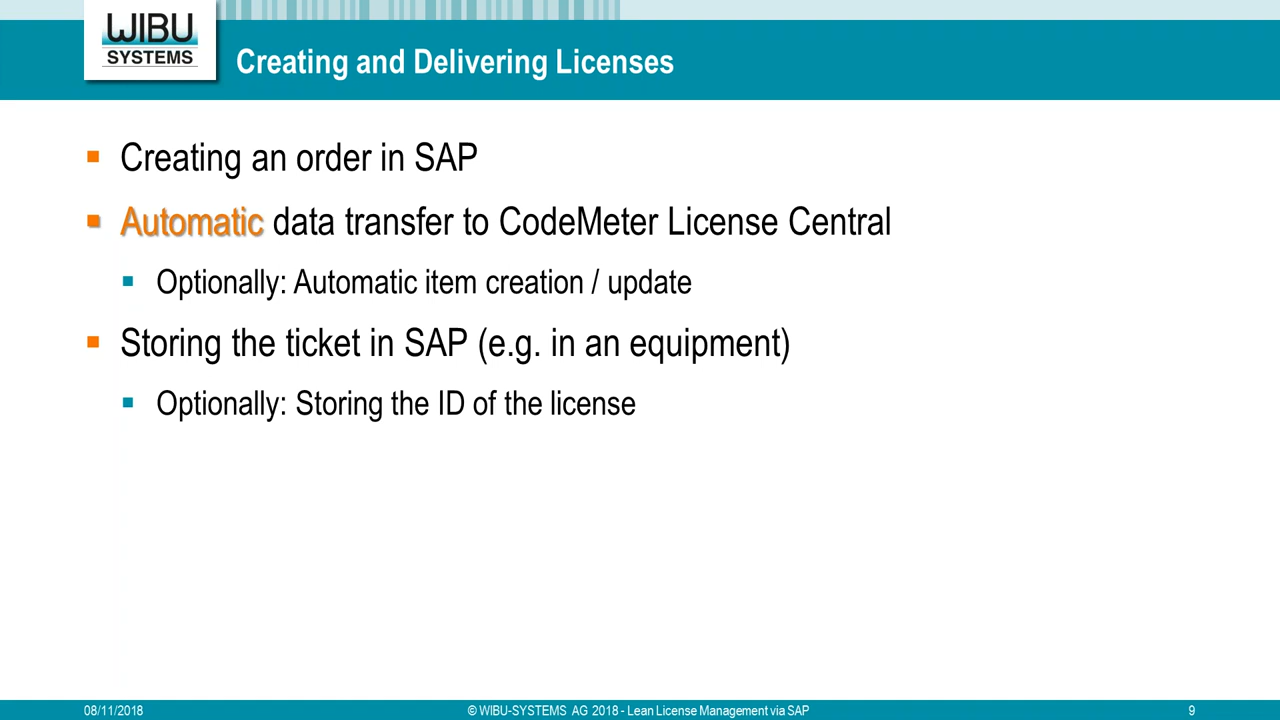 WIBU
SYSTEMS
Creating and Delivering Licenses
Creating an order in SAP
Automatic data transfer to CodeMeter License Central
Optionally: Automatic item creation / update
Storing the ticket in SAP (e.g. in an equipment)
Optionally: Storing the ID of the license
08/11/2018
© WIBU-SYSTEMS AG 2018 - Lean License Management via SAP
9